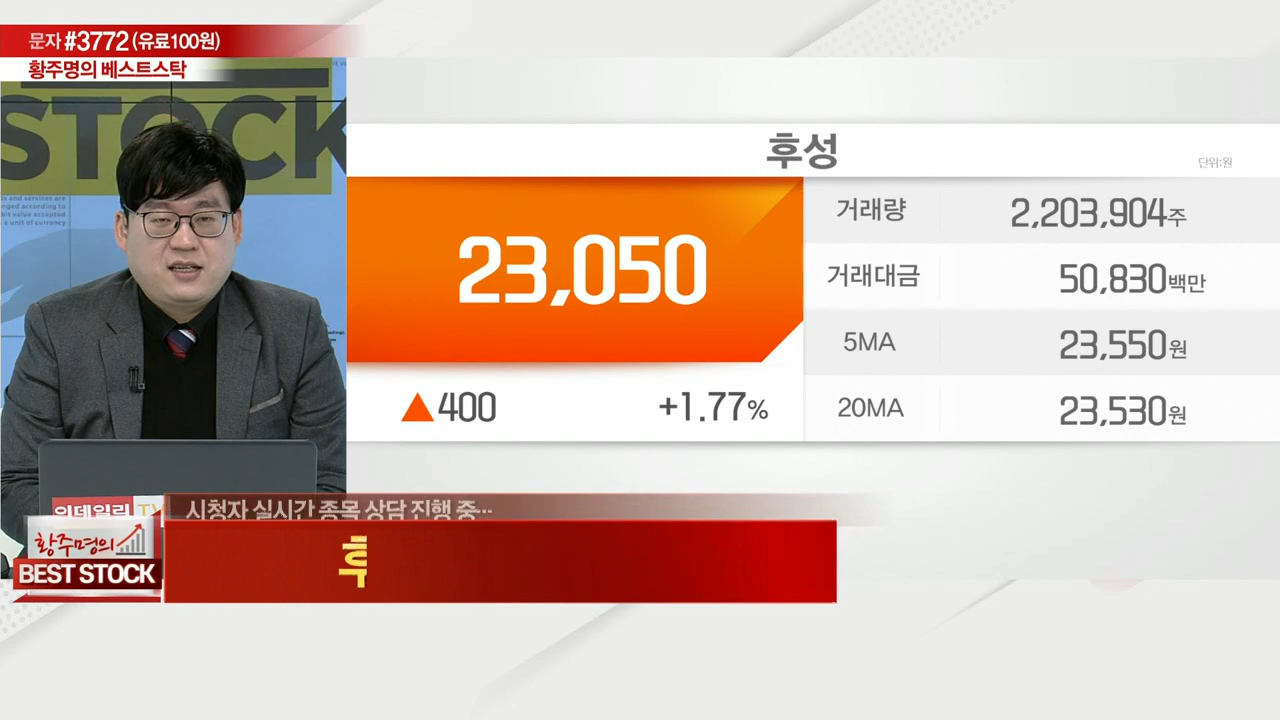 문자 #3772 (유료100원)
황주명의 베스트스탁
STOCK
후성
단위:원
23,050
▲400 +1.77%
거래량 2,203,904주
거래대금 50,830백만
5MA 23,550원
20MA 23,530원
시청자 실시간 종목 상담 진행 중...
이데일리 TV
황주명의
BEST STOCK